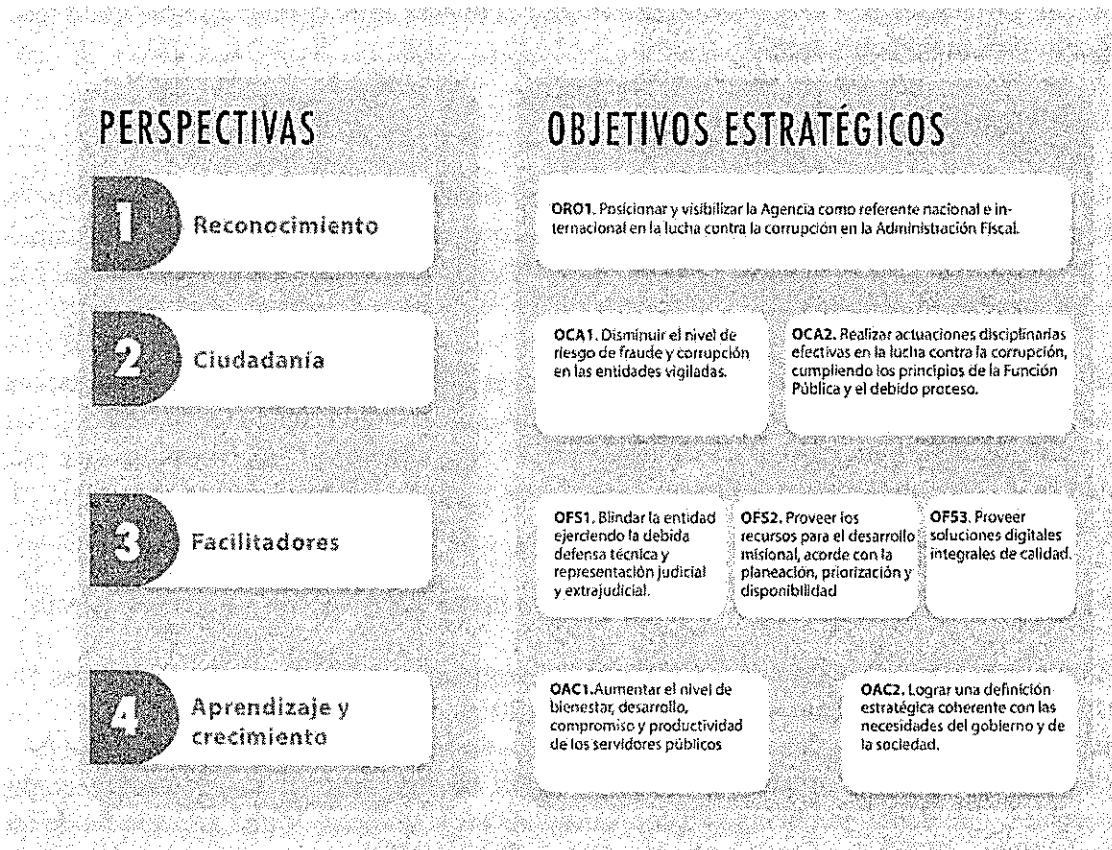 PERSPECTIVAS
OBJETIVOS ESTRATÉGICOS
1
Reconocimiento
ORO1. Posicionar y visibilizar la Agencia como referente nacional e in-
ternacional en la lucha contra la corrupción en la Administración Fiscal.
2
Ciudadanía
OCA1. Disminuir el nivel de
riesgo de fraude y corrupción
en las entidades vigiladas.
OCA2. Realizar actuaciones disciplinarias
efectivas en la lucha contra la corrupción,
cumpliendo los principios de la Función
Pública y el debido proceso.
3
Facilitadores
OFS1. Blindar la entidad
ejerciendo la debida
defensa técnica y
representación judicial
y extrajudicial.
OFS2. Proveer los
recursos para el desarrollo
misional, acorde con la
planeación, priorización y
disponibilidad
OFS3. Proveer
soluciones digitales
integrales de calidad.
4
Aprendizaje y
crecimiento
OAC1.Aumentar el nivel de
bienestar, desarrollo,
compromiso y productividad
de los servidores públicos
OAC2. Lograr una definición
estratégica coherente con las
necesidades del gobierno y de
la sociedad.